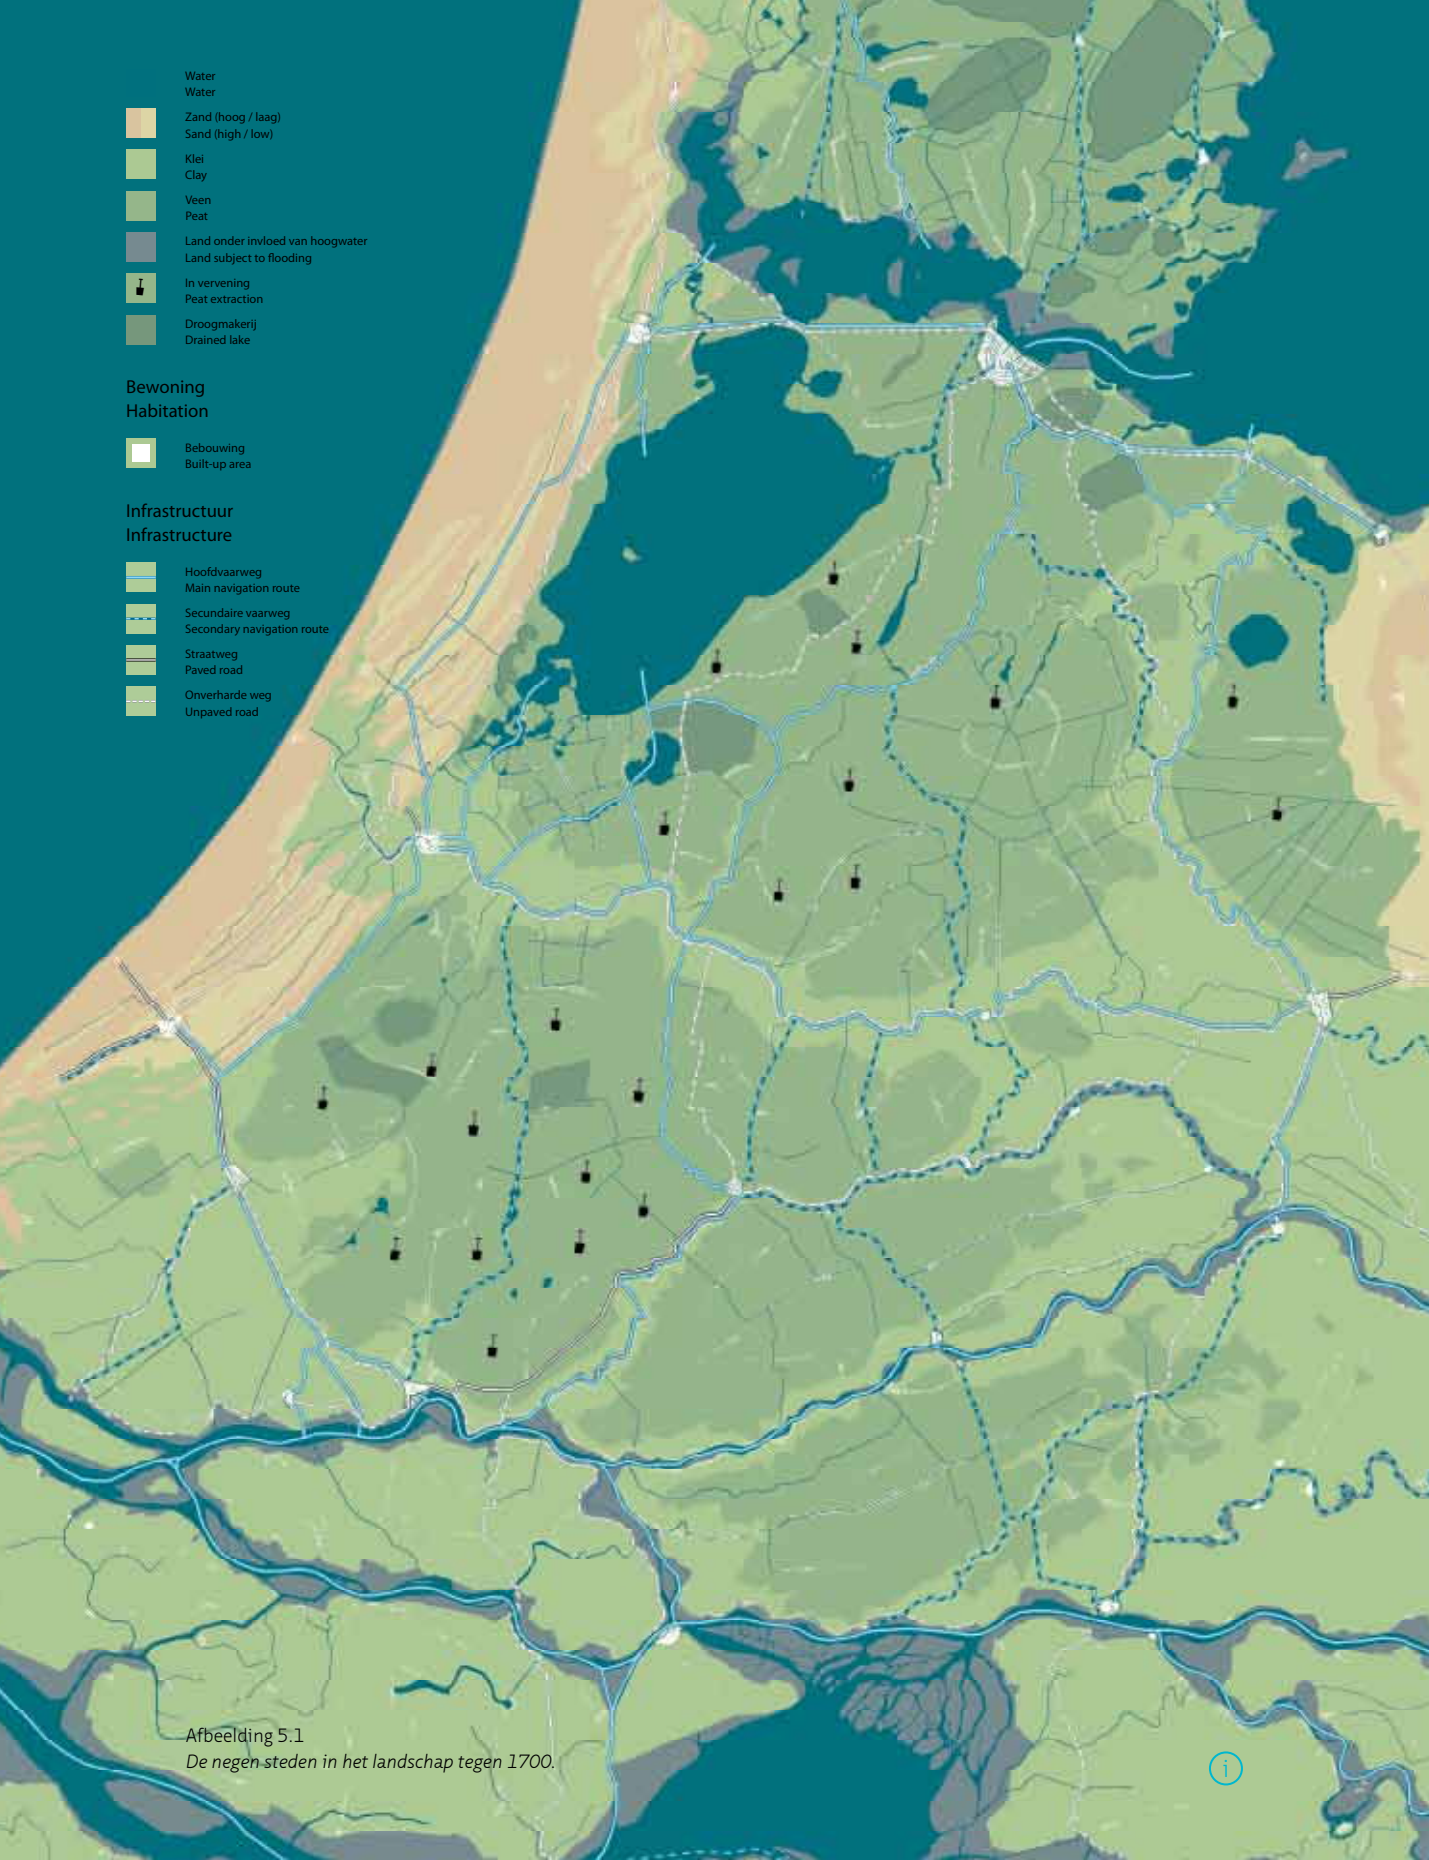 Water
Water
Zand (hoog / laag)
Sand (high / low)
Klei
Clay
Veen
Peat
Land onder invloed van hoogwater
Land subject to flooding
In vervening
Peat extraction
Droogmakerij
Drained lake
Bewoning
Habitation
Bebouwing
Built-up area
Infrastructuur
Infrastructure
Hoofdvaarweg
Main navigation route
Secundaire vaarweg
Secondary navigation route
Straatweg
Paved road
Onverharde weg
Unpaved road
Afbeelding 5.1
De negen steden in het landschap tegen 1700.
i